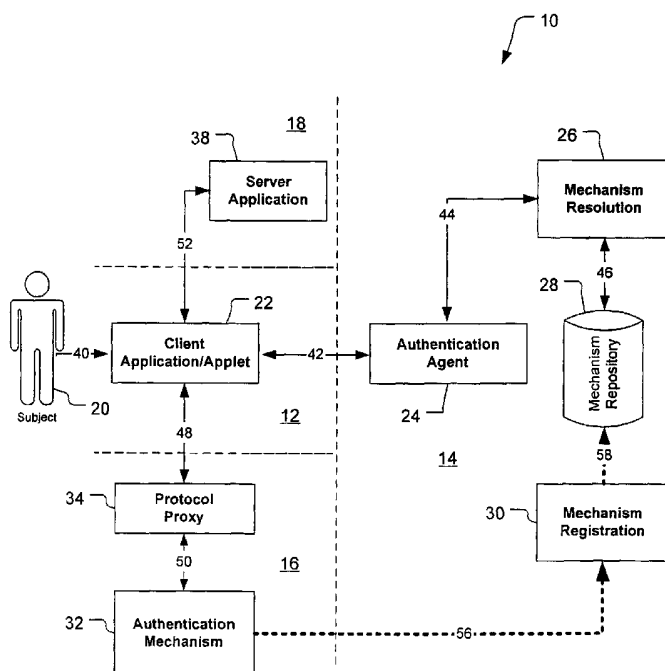 10
18
38
Server
Application
26
Mechanism
Resolution
44
52
46
28
22
40
Client
Application/Applet
42
Authentication
Agent
Mechanism
Repository
20
Subject
12
24
48
14
58
34
Protocol
Proxy
30
Mechanism
Registration
50
16
32
Authentication
Mechanism
56